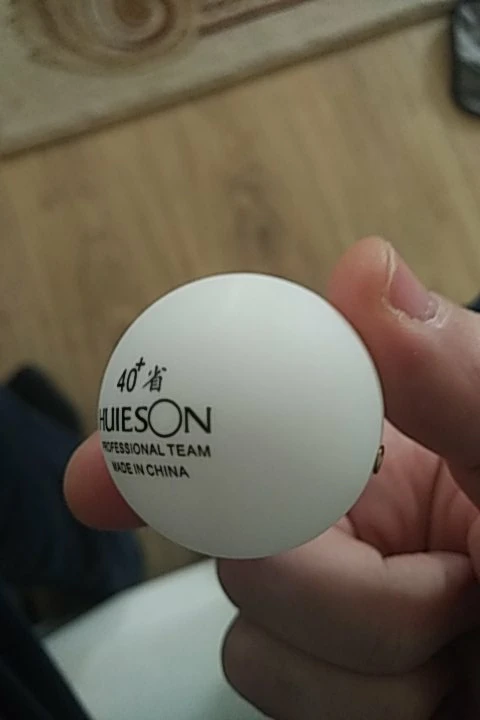 40+ 省
HUIESON
PROFESSIONAL TEAM
MADE IN CHINA